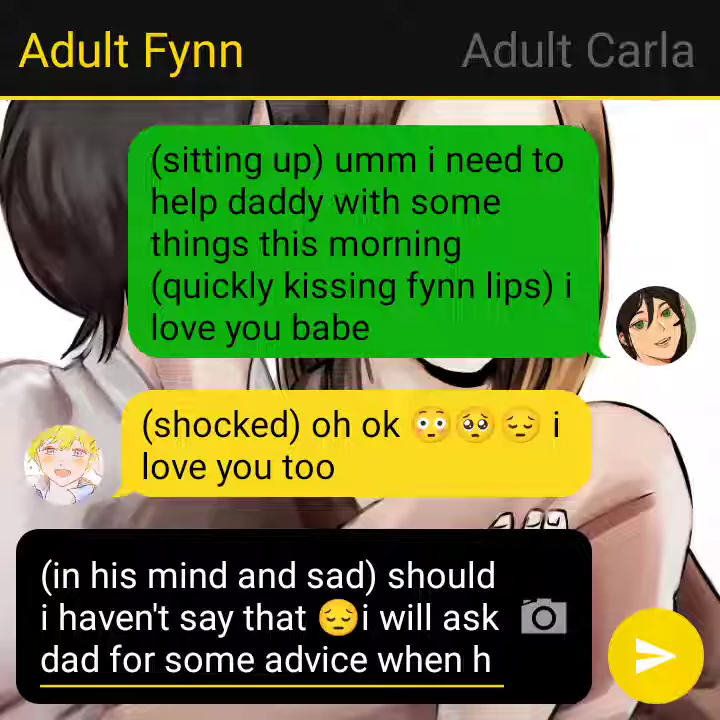 Adult Fynn
Adult Carla
(sitting up) umm i need to
help daddy with some
things this morning
(quickly kissing fynn lips) i
love you babe
(shocked) oh ok 😳🥺😔 i
love you too
(in his mind and sad) should
i haven't say that 😔i will ask
dad for some advice when h